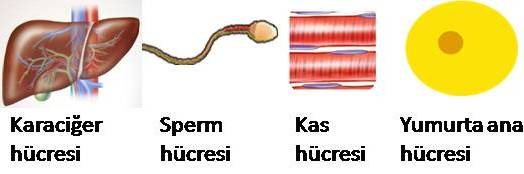 Karaciğer hücresi
Sperm hücresi
Kas hücresi
Yumurta ana hücresi